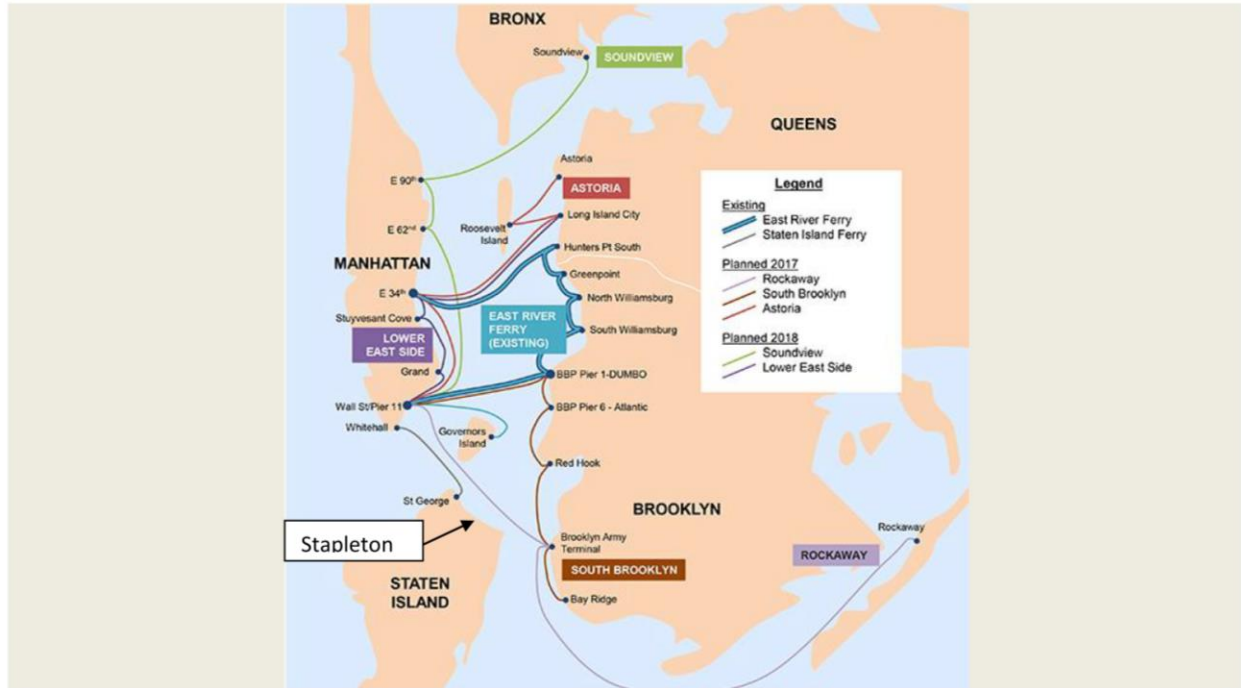 BRONX
Soundview
SOUNDVIEW
QUEENS
E 90th
Astoria
ASTORIA
Long Island City
Roosevelt
Island
E 62nd
Hunters Pt South
MANHATTAN
Greenpoint
E 34th
North Williamsburg
Stuyvesant Cove
EAST RIVER
FERRY
(EXISTING)
South Williamsburg
LOWER
EAST SIDE
Grand
BBP Pier 1-DUMBO
Wall St/Pier 11
BBP Pier 6 - Atlantic
Whitehall
Governors
Island
Red Hook
St George
BROOKLYN
Stapleton
Brooklyn Army
Terminal
Rockaway
ROCKAWAY
SOUTH BROOKLYN
STATEN
ISLAND
Bay Ridge
Legend
Existing
East River Ferry
Staten Island Ferry
Planned 2017
Rockaway
South Brooklyn
Astoria
Planned 2018
Soundview
Lower East Side